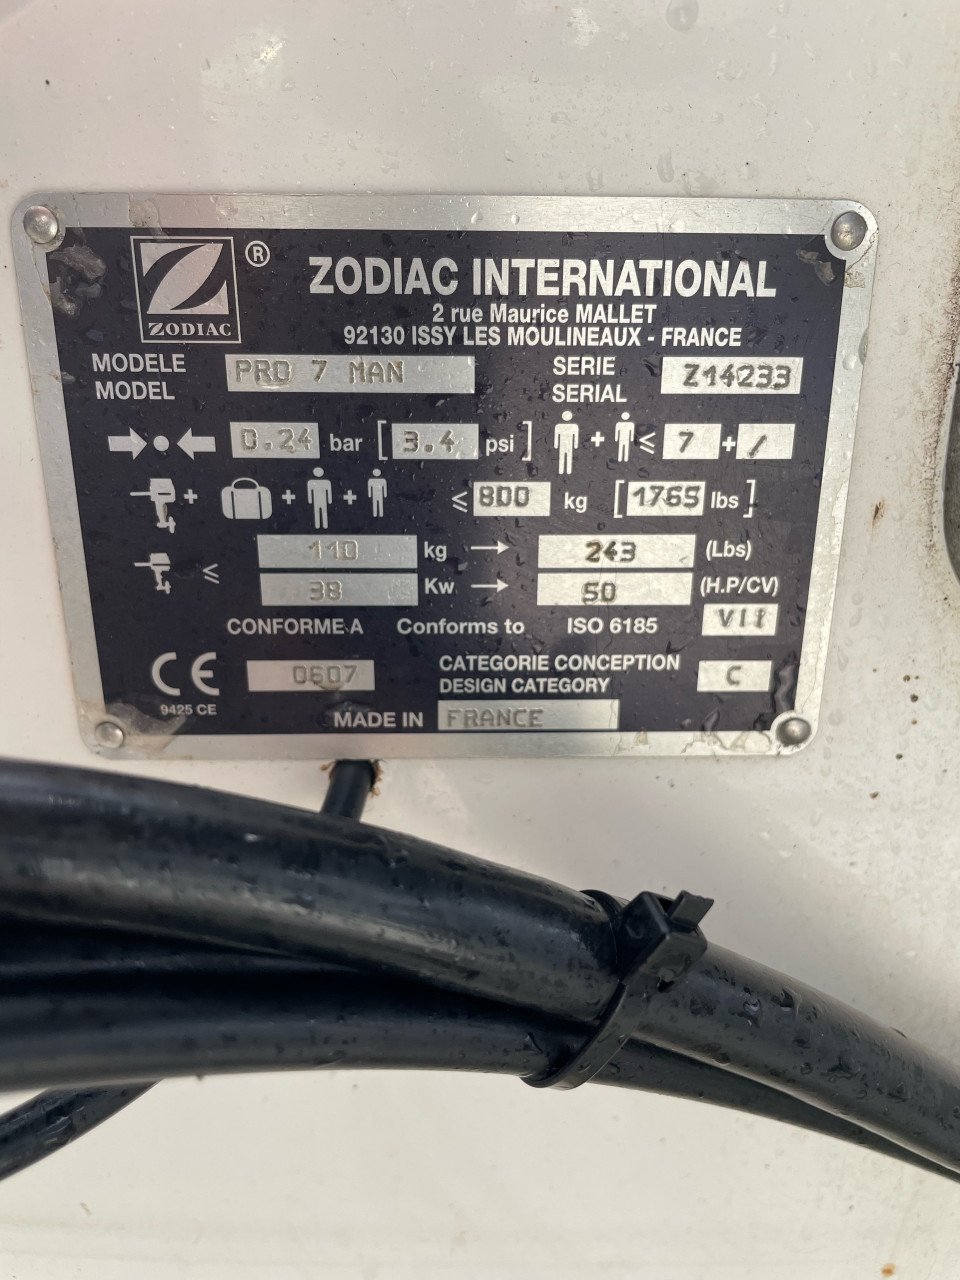 ®
ZODIAC
ZODIAC INTERNATIONAL
2 rue Maurice MALLET
92130 ISSY LES MOULINEAUX - FRANCE
MODELE
MODEL
PRO 7 MAN
SERIE
SERIAL
Z14233
0.24 bar [3.4 psi]
+ ≤ 7 + /
+ + + ≤ 800 kg [1765 lbs]
≤ 110 kg → 243 (Lbs)
38 Kw → 50 (H.P/CV)
CONFORME A Conforms to ISO 6185 VII
CE 0607
9425 CE
CATEGORIE CONCEPTION
DESIGN CATEGORY
C
MADE IN FRANCE